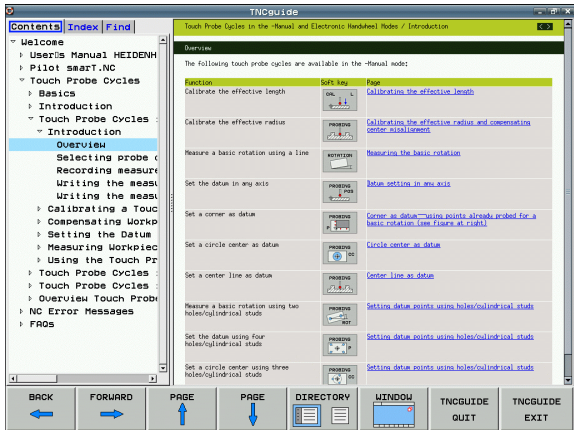 TNCguide
Contents Index Find
Welcome
User's Manual HEIDENH
Pilot smarT.NC
Touch Probe Cycles
Basics
Introduction
Touch Probe Cycles :
Introduction
Overview
Selecting probe c
Recording measure
Writing the measu
Writing the measu
Calibrating a Touc
Compensating Workp
Setting the Datum
Measuring Workpiec
Using the Touch Pr
Touch Probe Cycles :
Touch Probe Cycles :
Overview Touch Probe
NC Error Messages
FAQs
Touch Probe Cycles in the -Manual and Electronic Handwheel Modes / Introduction
Overview
The following touch probe cycles are available in the -Manual mode:
Function Soft key Page
Calibrate the effective length CAL L Calibrating the effective length
Calibrate the effective radius PROBING Calibrating the effective radius and compensating
center misalignment
Measure a basic rotation using a line ROTATION Measuring the basic rotation
Set the datum in any axis PROBING POS Datum setting in any axis
Set a corner as datum PROBING P Corner as datum—using points already probed for a
basic rotation (see figure at right)
Set a circle center as datum PROBING CC Circle center as datum
Set a center line as datum PROBING Center line as datum
Measure a basic rotation using two
holes/cylindrical studs PROBING ROT Setting datum points using holes/cylindrical studs
Set the datum using four
holes/cylindrical studs PROBING P Setting datum points using holes/cylindrical studs
Set a circle center using three
holes/cylindrical studs PROBING CC Setting datum points using holes/cylindrical studs
BACK FORWARD PAGE PAGE DIRECTORY WINDOW TNCGUIDE QUIT TNCGUIDE EXIT